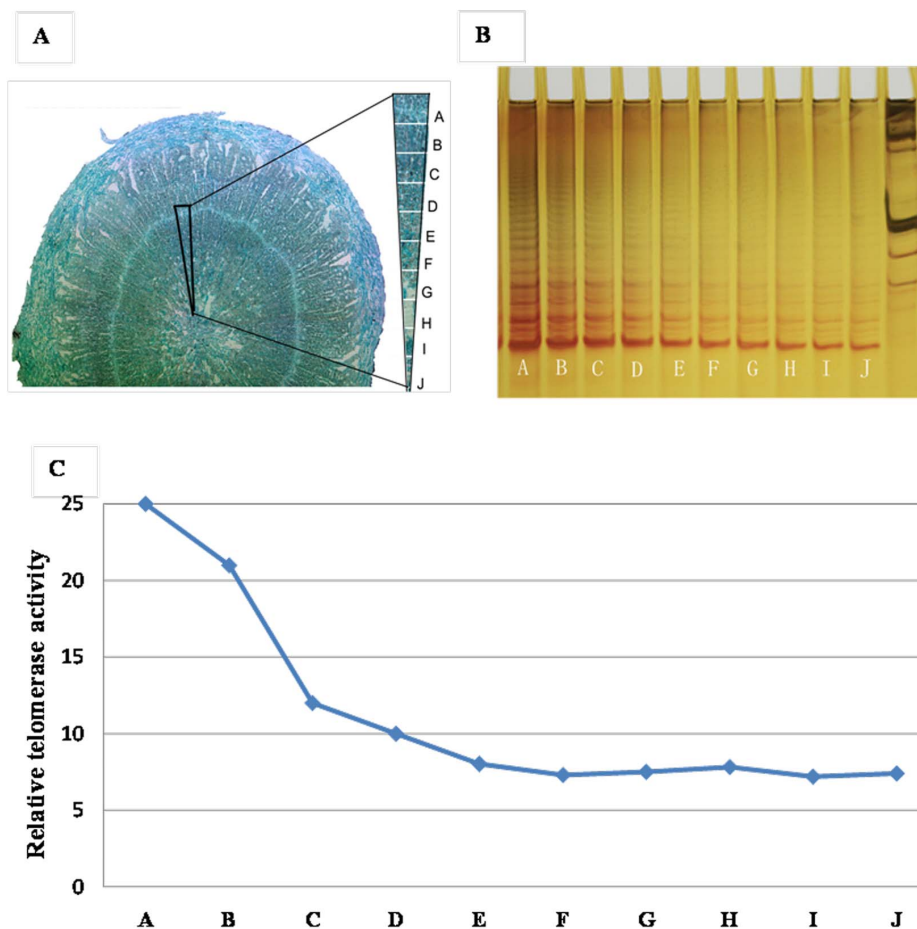 A
B
A
B
C
D
E
F
G
H
I
J
A B C D E F G H I J
C
25
20
15
10
5
0
Relative telomerase activity
A B C D E F G H I J